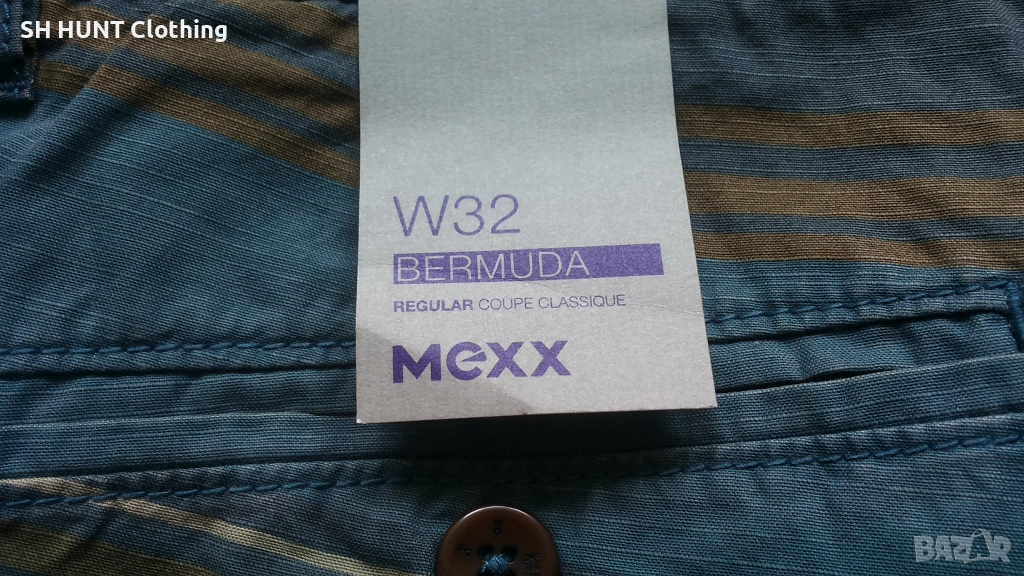 SH HUNT Clothing
W32
BERMUDA
REGULAR COUPE CLASSIQUE
MEXX
BAZAR